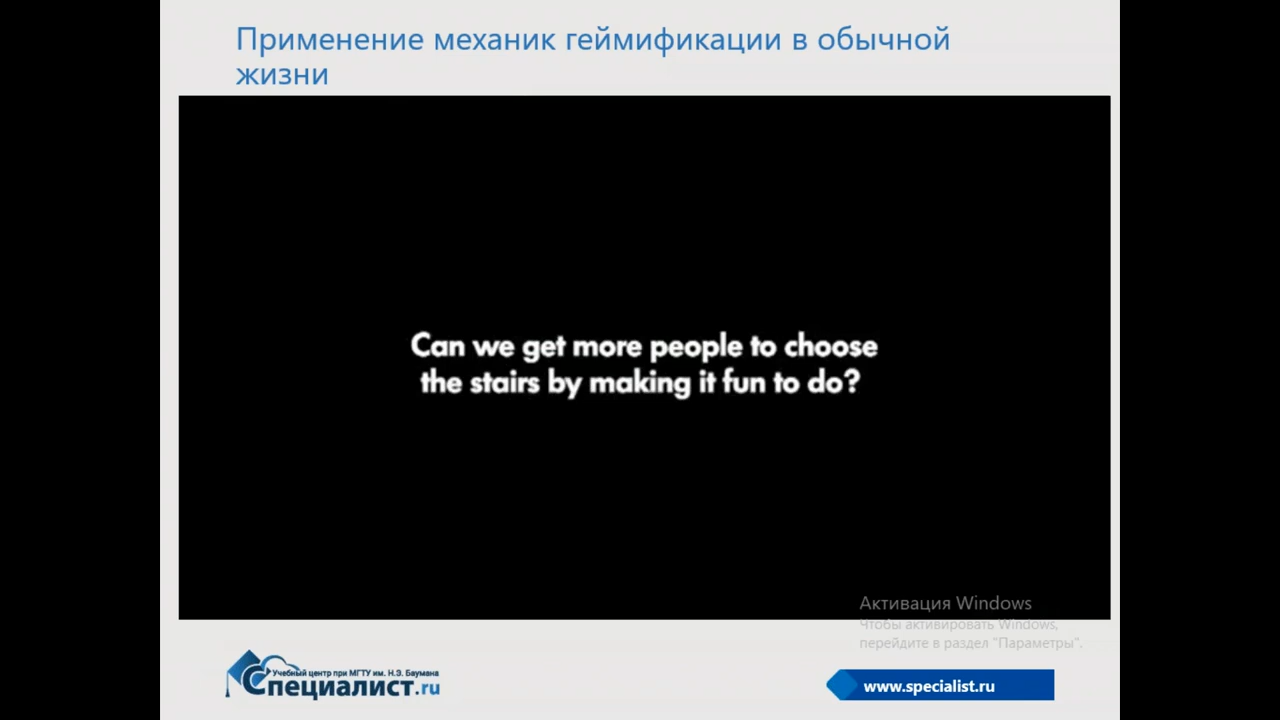 Применение механик геймификации в обычной
жизни
Can we get more people to choose
the stairs by making it fun to do?
Активация Windows
Чтобы активировать Windows,
перейдите в раздел "Параметры".
Учебный центр при МГТУ им. Н.Э. Баумана
Специалист.ru
www.specialist.ru